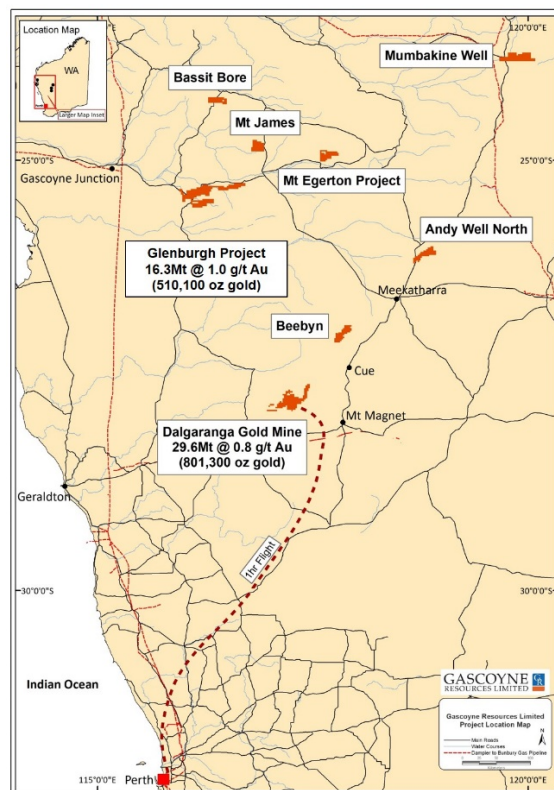 Location Map
WA
Larger Map Inset
120°0'0"E
Mumbakine Well
Bassit Bore
Mt James
25°0'0"S
25°0'0"S
Gascoyne Junction
Mt Egerton Project
Andy Well North
Glenburgh Project
16.3Mt @ 1.0 g/t Au
(510,100 oz gold)
Meekatharra
Beebyn
Cue
Mt Magnet
Dalgaranga Gold Mine
29.6Mt @ 0.8 g/t Au
(801,300 oz gold)
Geraldton
1hr Flight
30°0'0"S
30°0'0"S
Indian Ocean
GASCOYNE
RESOURCES LIMITED
Gascoyne Resources Limited
Project Location Map
Main Roads
Water Courses
Dampier to Bunbury Gas Pipeline
115°0'0"E
Perth
120°0'0"E